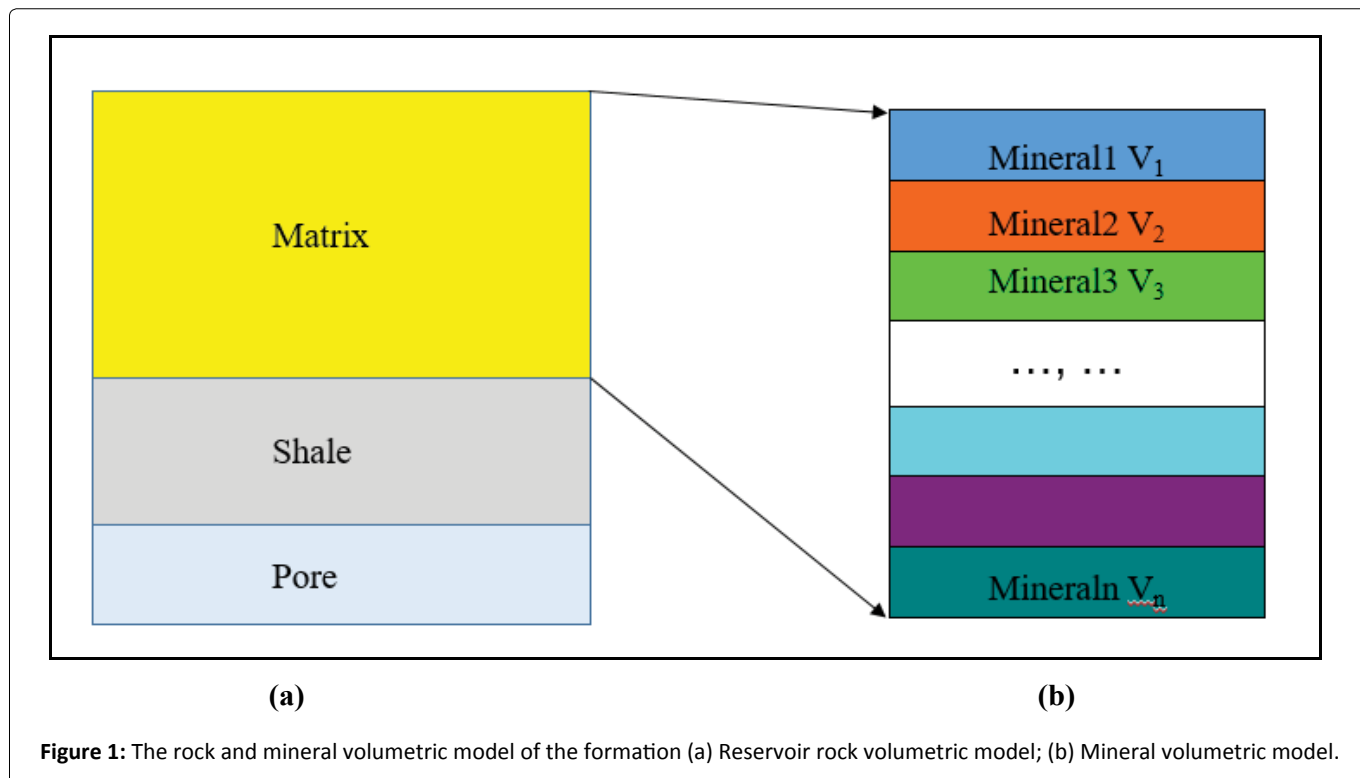 Matrix
Shale
Pore
Mineral1 V₁
Mineral2 V₂
Mineral3 V₃
..., ...
Mineraln Vₙ
(a)
(b)
Figure 1: The rock and mineral volumetric model of the formation (a) Reservoir rock volumetric model; (b) Mineral volumetric model.